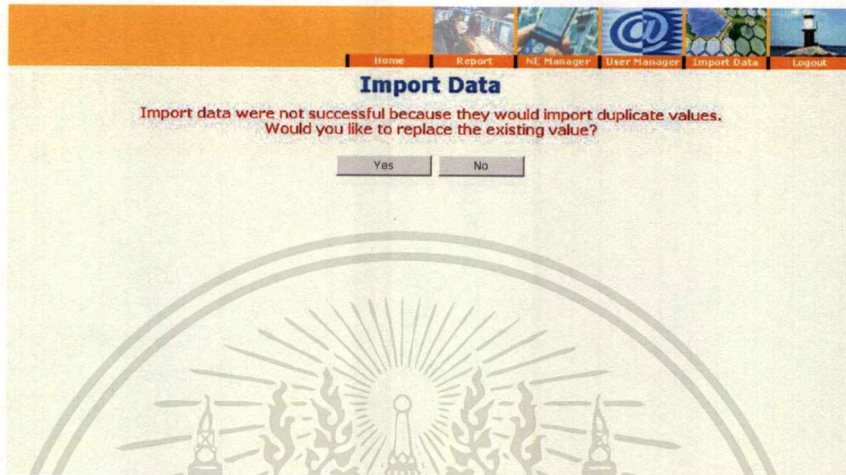 Home Report NE Manager User Manager Import Data Logout
Import Data
Import data were not successful because they would import duplicate values.
Would you like to replace the existing value?
Yes No